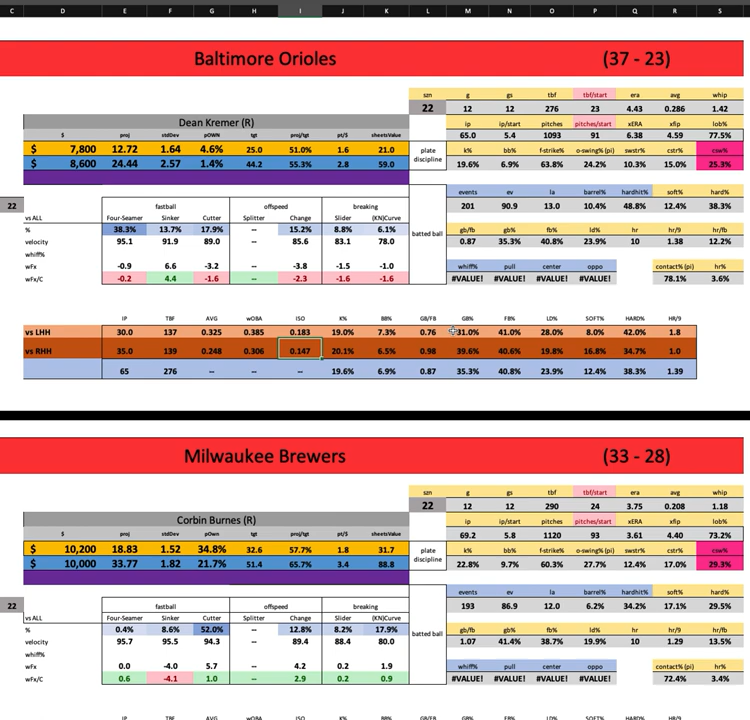 C D E F G H I J K L M N O P Q R S
Baltimore Orioles (37 - 23)
szn g gs tbf tbf/start era avg whip
22 12 12 276 23 4.43 0.286 1.42
Dean Kremer (R) ip ip/start pitches pitches/start xERA xfip lob%
$ proj stdDev pOWN tgt proj/tgt pt/$ sheetsValue 65.0 5.4 1093 91 6.38 4.59 77.5%
$ 7,800 12.72 1.64 4.6% 25.0 51.0% 1.6 21.0 plate discipline k% bb% f-strike% o-swing% (pi) swstr% cstr% csw%
$ 8,600 24.44 2.57 1.4% 44.2 55.3% 2.8 59.0 19.6% 6.9% 63.8% 24.2% 10.3% 15.0% 25.3%
events ev la barrel% hardhit% soft% hard%
22 fastball offspeed breaking 201 90.9 13.0 10.4% 48.8% 12.4% 38.3%
vs ALL Four-Seamer Sinker Cutter Splitter Change Slider (KN)Curve
% 38.3% 13.7% 17.9% -- 15.2% 8.8% 6.1% batted ball gb/fb gb% fb% ld% hr hr/9 hr/fb
velocity 95.1 91.9 89.0 85.6 83.1 78.0 0.87 35.3% 40.8% 23.9% 10 1.38 12.2%
whiff%
wFx -0.9 6.6 -3.2 -3.8 -1.5 -1.0 whiff% pull center oppo contact% (pi) hr%
wFx/C -0.2 4.4 -1.6 -- -2.3 -1.6 -1.6 #VALUE! #VALUE! #VALUE! #VALUE! 78.1% 3.6%
IP TBF AVG wOBA ISO K% BB% GB/FB GB% FB% LD% SOFT% HARD% HR/9
vs LHH 30.0 137 0.325 0.385 0.183 19.0% 7.3% 0.76 31.0% 41.0% 28.0% 8.0% 42.0% 1.8
vs RHH 35.0 139 0.248 0.306 0.147 20.1% 6.5% 0.98 39.6% 40.6% 19.8% 16.8% 34.7% 1.0
65 276 -- -- -- 19.6% 6.9% 0.87 35.3% 40.8% 23.9% 12.4% 38.3% 1.39
Milwaukee Brewers (33 - 28)
szn g gs tbf tbf/start era avg whip
22 12 12 290 24 3.75 0.208 1.18
Corbin Burnes (R) ip ip/start pitches pitches/start xERA xfip lob%
$ proj stdDev pOwn tgt proj/tgt pt/$ sheetsValue 69.2 5.7 1120 93 3.61 4.40 73.2%
$ 10,200 18.83 1.52 34.8% 32.6 57.7% 1.8 31.7 plate discipline k% bb% f-strike% o-swing% (pi) swstr% cstr% csw%
$ 10,000 33.77 1.82 21.7% 51.4 65.7% 3.4 88.8 22.8% 9.7% 60.3% 27.7% 12.4% 17.0% 29.3%
events ev la barrel% hardhit% soft% hard%
22 fastball offspeed breaking 193 86.9 12.0 6.2% 34.2% 17.1% 29.5%
vs ALL Four-Seamer Sinker Cutter Splitter Change Slider (KN)Curve
% 0.4% 8.6% 52.0% -- 12.8% 8.2% 17.9% batted ball gb/fb gb% fb% ld% hr hr/9 hr/fb
velocity 95.7 95.5 94.3 89.4 88.4 80.0 1.07 41.4% 38.7% 19.9% 10 1.29 13.5%
whiff%
wFx 0.0 -4.0 5.7 4.2 0.2 1.9 whiff% pull center oppo contact% (pi) hr%
wFx/C 0.6 -4.1 1.0 -- 2.9 0.2 0.9 #VALUE! #VALUE! #VALUE! #VALUE! 72.4% 3.4%
IP TBF AVG wOBA ISO K% BB% GB/FB GB% FB% LD% SOFT% HARD% HR/9